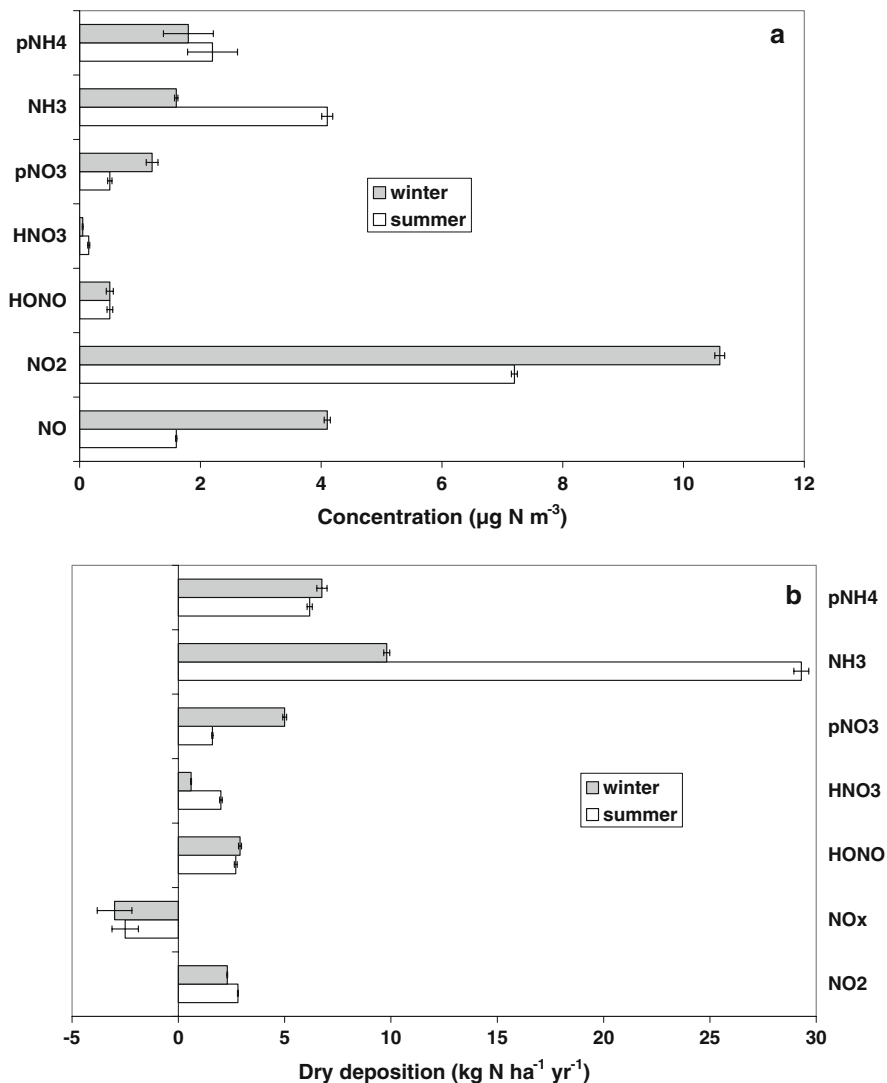 a
pNH4
NH3
pNO3
HNO3
HONO
NO2
NO
winter
summer
0 2 4 6 8 10 12
Concentration (µg N m⁻³)
b
pNH4
NH3
pNO3
HNO3
HONO
NOx
NO2
winter
summer
-5 0 5 10 15 20 25 30
Dry deposition (kg N ha⁻¹ yr⁻¹)